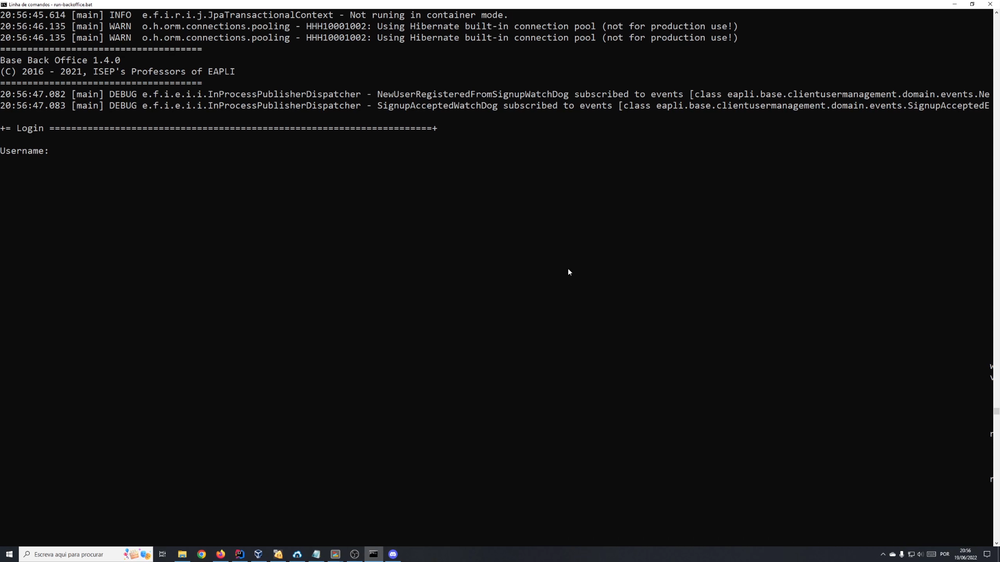 Linha de comandos - run-backoffice.bat
20:56:45.614 [main] INFO  e.f.i.r.i.j.JpaTransactionalContext - Not runing in container mode.
20:56:46.135 [main] WARN  o.h.orm.connections.pooling - HHH10001002: Using Hibernate built-in connection pool (not for production use!)
20:56:46.135 [main] WARN  o.h.orm.connections.pooling - HHH10001002: Using Hibernate built-in connection pool (not for production use!)
=====================================
Base Back Office 1.4.0
(C) 2016 - 2021, ISEP's Professors of EAPLI
=====================================
20:56:47.082 [main] DEBUG e.f.i.e.i.i.InProcessPublisherDispatcher - NewUserRegisteredFromSignupWatchDog subscribed to events [class eapli.base.clientusermanagement.domain.events.Ne
20:56:47.083 [main] DEBUG e.f.i.e.i.i.InProcessPublisherDispatcher - SignupAcceptedWatchDog subscribed to events [class eapli.base.clientusermanagement.domain.events.SignupAcceptedE
+= Login ======================================================================+
Username:
r
r
Escreva aqui para procurar
POR
20:56
19/06/2022